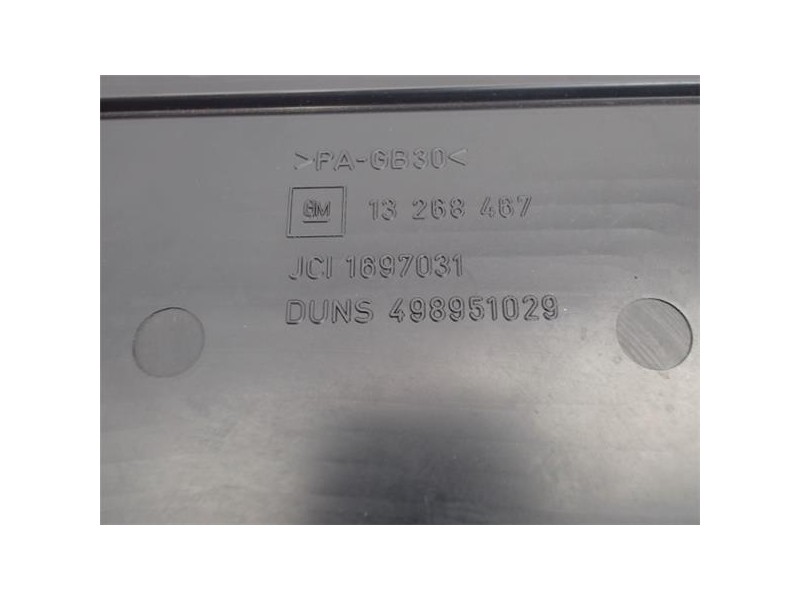 >PA-GB30<
GM 13 268 467
JCI 1697031
DUNS 498951029